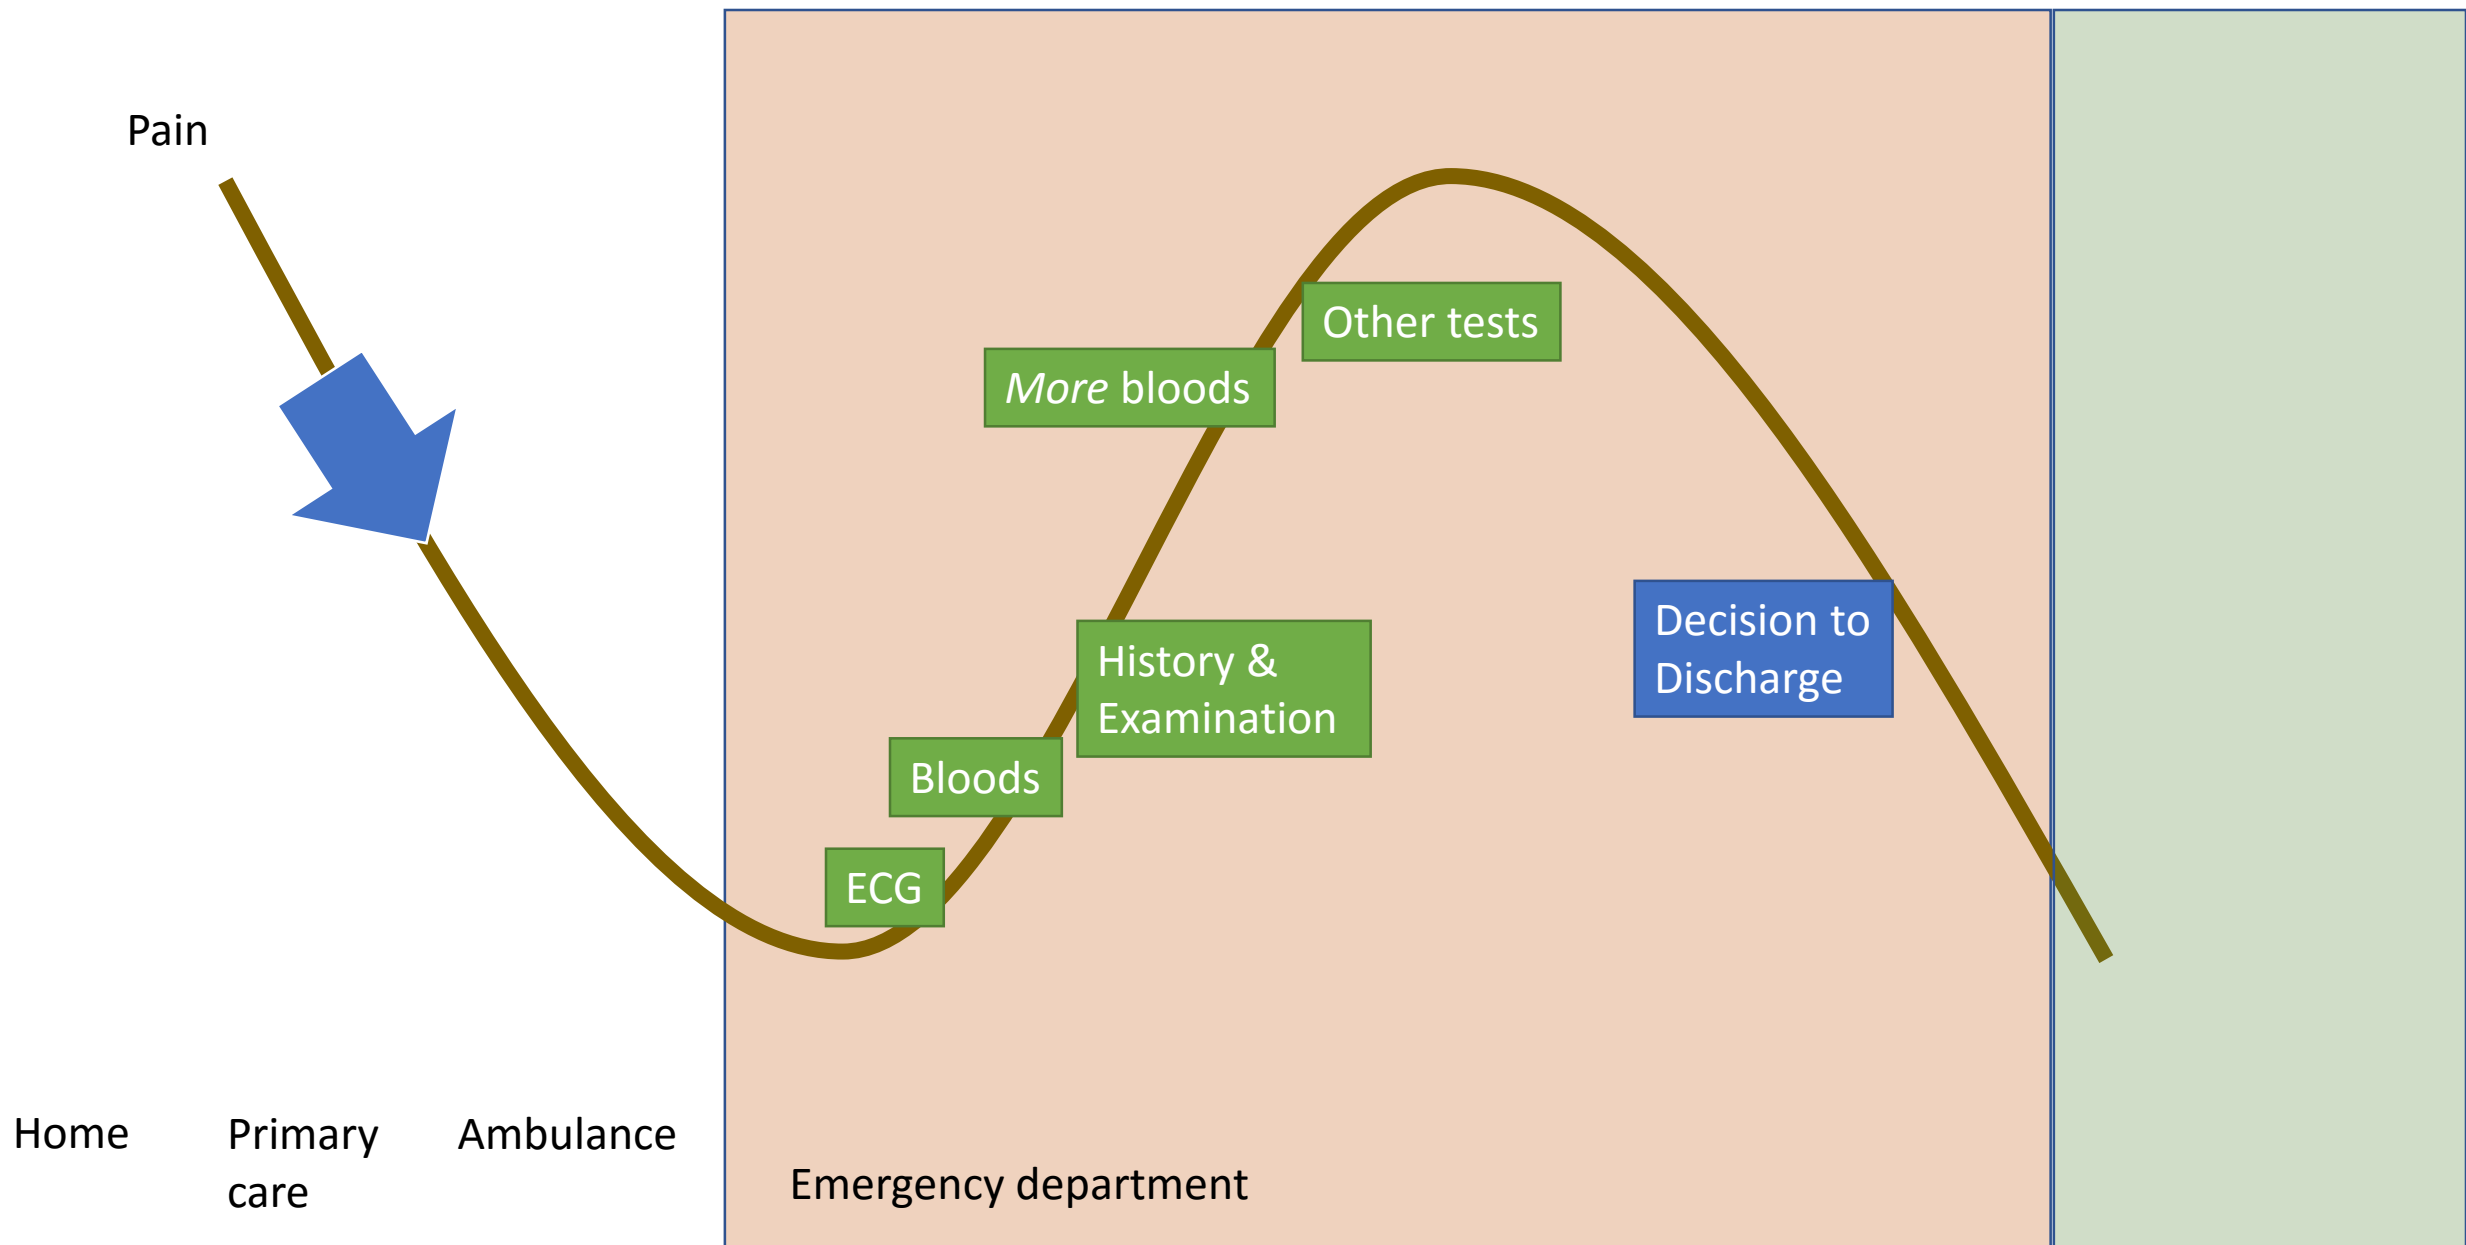 Pain
Other tests
More bloods
History &
Examination
Decision to
Discharge
Bloods
ECG
Home
Primary
care
Ambulance
Emergency department